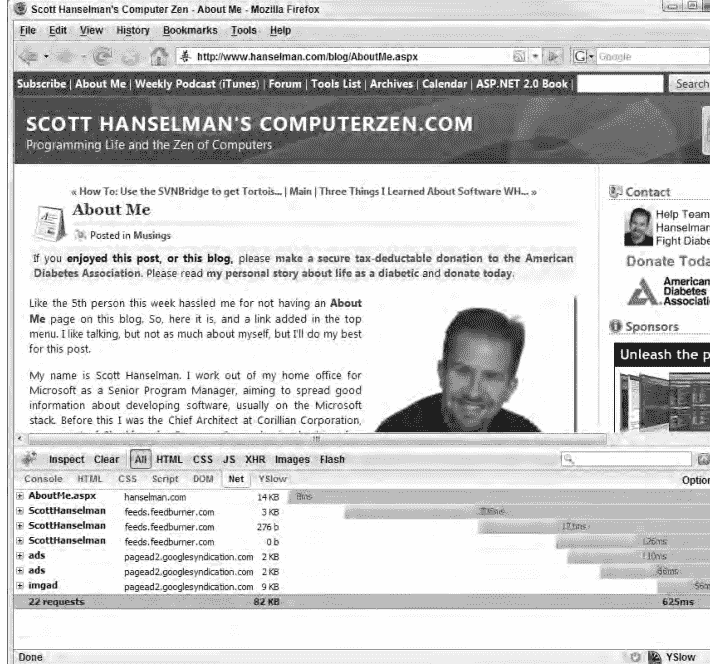 Scott Hanselman's Computer Zen - About Me - Mozilla Firefox
File Edit View History Bookmarks Tools Help
http://www.hanselman.com/blog/AboutMe.aspx Google
Subscribe | About Me | Weekly Podcast (iTunes) | Forum | Tools List | Archives | Calendar | ASP.NET 2.0 Book | Search
SCOTT HANSELMAN'S COMPUTERZEN.COM
Programming Life and the Zen of Computers
« How To: Use the SVNBridge to get Tortois... | Main | Three Things I Learned About Software WH... »
About Me
Posted in Musings
If you enjoyed this post, or this blog, please make a secure tax-deductable donation to the American
Diabetes Association. Please read my personal story about life as a diabetic and donate today.
Like the 5th person this week hassled me for not having an About
Me page on this blog. So, here it is, and a link added in the top
menu. I like talking, but not as much about myself, but I'll do my best
for this post.
My name is Scott Hanselman. I work out of my home office for
Microsoft as a Senior Program Manager, aiming to spread good
information about developing software, usually on the Microsoft
stack. Before this I was the Chief Architect at Corillian Corporation,
Contact
Help Team
Hanselman
Fight Diabe
Donate Toda
American
Diabetes
Associati
Sponsors
Unleash the p
Inspect Clear All HTML CSS JS XHR Images Flash
Console HTML CSS Script DOM Net YSlow Option
AboutMe.aspx hanselman.com 14 KB
ScottHanselman feeds.feedburner.com 3 KB
ScottHanselman feeds.feedburner.com 276 b
ScottHanselman feeds.feedburner.com 0 b 126ms
ads pagead2.googlesyndication.com 2 KB 110ms
ads pagead2.googlesyndication.com 2 KB
imgad pagead2.googlesyndication.com 9 KB
22 requests 82 KB 625ms
Done YSlow